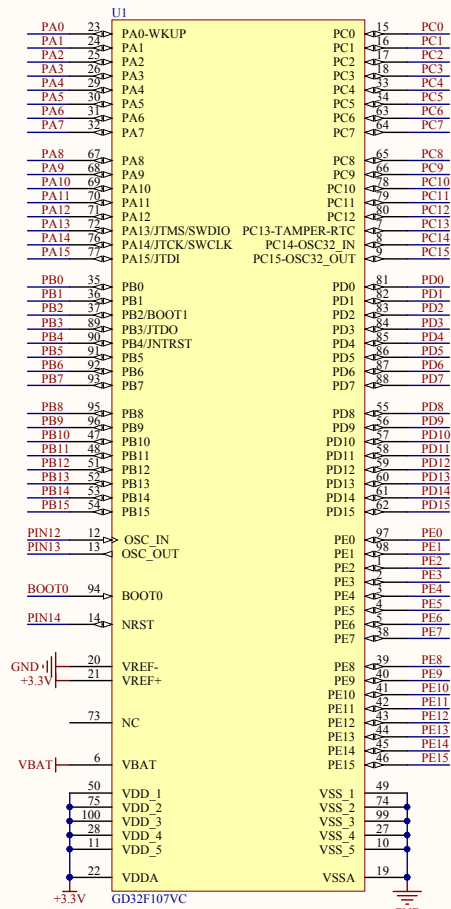 U1
PA0 23 PA0-WKUP PC0 15 PC0
PA1 24 PA1 PC1 16 PC1
PA2 25 PA2 PC2 17 PC2
PA3 26 PA3 PC3 18 PC3
PA4 29 PA4 PC4 33 PC4
PA5 30 PA5 PC5 34 PC5
PA6 31 PA6 PC6 63 PC6
PA7 32 PA7 PC7 64 PC7
PA8 67 PA8 PC8 65 PC8
PA9 68 PA9 PC9 66 PC9
PA10 69 PA10 PC10 78 PC10
PA11 70 PA11 PC11 79 PC11
PA12 71 PA12 PC12 80 PC12
PA13 72 PA13/JTMS/SWDIO PC13-TAMPER-RTC 7 PC13
PA14 76 PA14/JTCK/SWCLK PC14-OSC32_IN 8 PC14
PA15 77 PA15/JTDI PC15-OSC32_OUT 9 PC15
PB0 35 PB0 PD0 81 PD0
PB1 36 PB1 PD1 82 PD1
PB2 37 PB2/BOOT1 PD2 83 PD2
PB3 89 PB3/JTDO PD3 84 PD3
PB4 90 PB4/JNTRST PD4 85 PD4
PB5 91 PB5 PD5 86 PD5
PB6 92 PB6 PD6 87 PD6
PB7 93 PB7 PD7 88 PD7
PB8 95 PB8 PD8 55 PD8
PB9 96 PB9 PD9 56 PD9
PB10 47 PB10 PD10 57 PD10
PB11 48 PB11 PD11 58 PD11
PB12 51 PB12 PD12 59 PD12
PB13 52 PB13 PD13 60 PD13
PB14 53 PB14 PD14 61 PD14
PB15 54 PB15 PD15 62 PD15
PIN12 12 OSC_IN PE0 97 PE0
PIN13 13 OSC_OUT PE1 98 PE1
PE2 1 PE2
PE3 2 PE3
BOOT0 94 BOOT0 PE4 3 PE4
PE5 4 PE5
PIN14 14 NRST PE6 5 PE6
PE7 38 PE7
GND 20 VREF- PE8 39 PE8
+3.3V 21 VREF+ PE9 40 PE9
PE10 41 PE10
PE11 42 PE11
73 NC PE12 43 PE12
PE13 44 PE13
PE14 45 PE14
VBAT 6 VBAT PE15 46 PE15
50 VDD_1 VSS_1 49
75 VDD_2 VSS_2 74
100 VDD_3 VSS_3 99
28 VDD_4 VSS_4 27
11 VDD_5 VSS_5 10
22 VDDA VSSA 19
+3.3V GD32F107VC